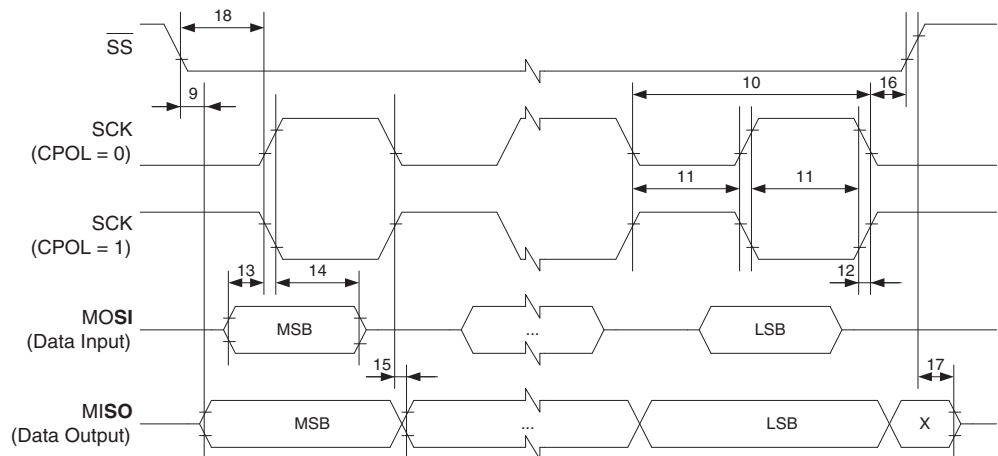 18
SS
9
10
16
SCK
(CPOL = 0)
11
11
SCK
(CPOL = 1)
13
14
12
MOSI
(Data Input)
MSB
...
LSB
15
17
MISO
(Data Output)
MSB
...
LSB
X